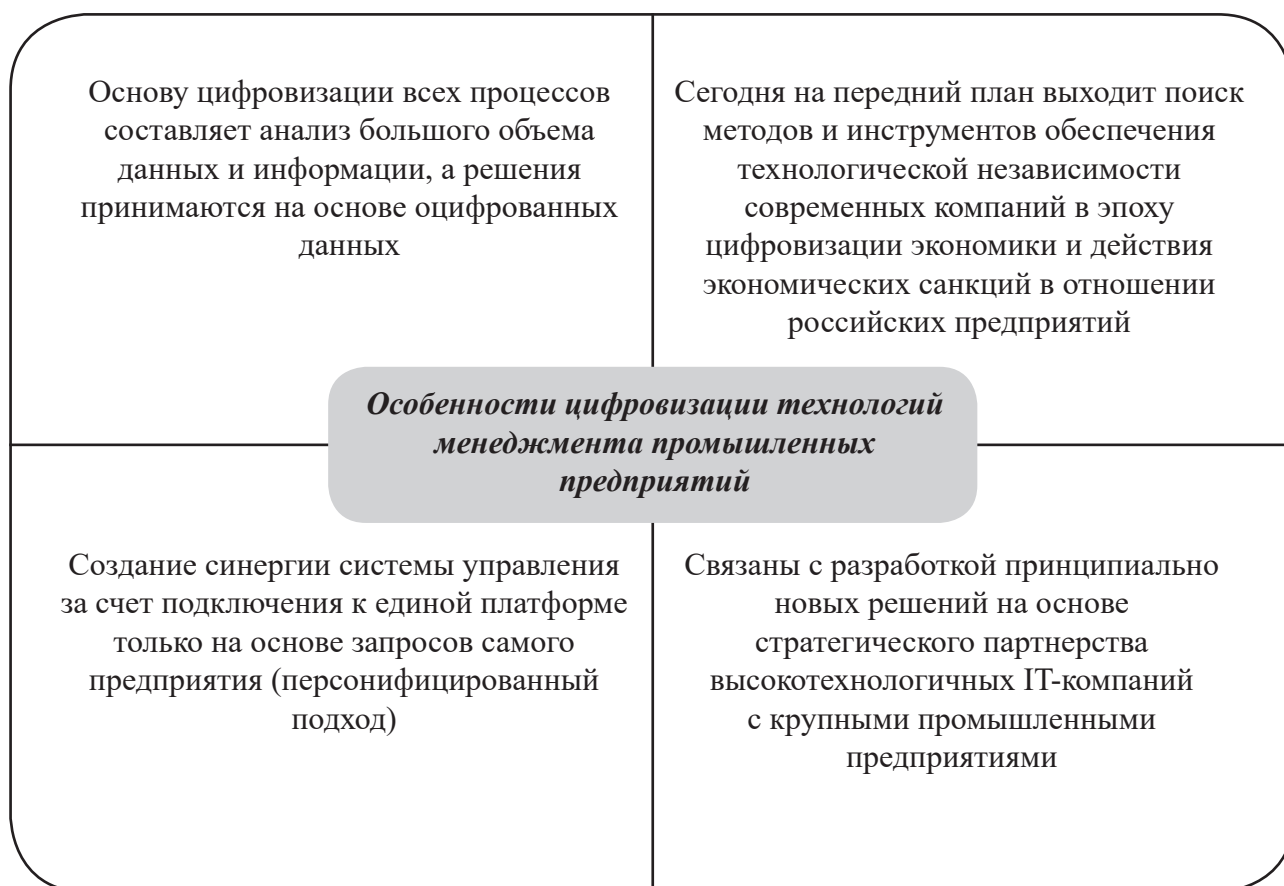 Основу цифровизации всех процессов
составляет анализ большого объема
данных и информации, а решения
принимаются на основе оцифрованных
данных
Сегодня на передний план выходит поиск
методов и инструментов обеспечения
технологической независимости
современных компаний в эпоху
цифровизации экономики и действия
экономических санкций в отношении
российских предприятий
Особенности цифровизации технологий
менеджмента промышленных
предприятий
Создание синергии системы управления
за счет подключения к единой платформе
только на основе запросов самого
предприятия (персонифицированный
подход)
Связаны с разработкой принципиально
новых решений на основе
стратегического партнерства
высокотехнологичных IT-компаний
с крупными промышленными
предприятиями